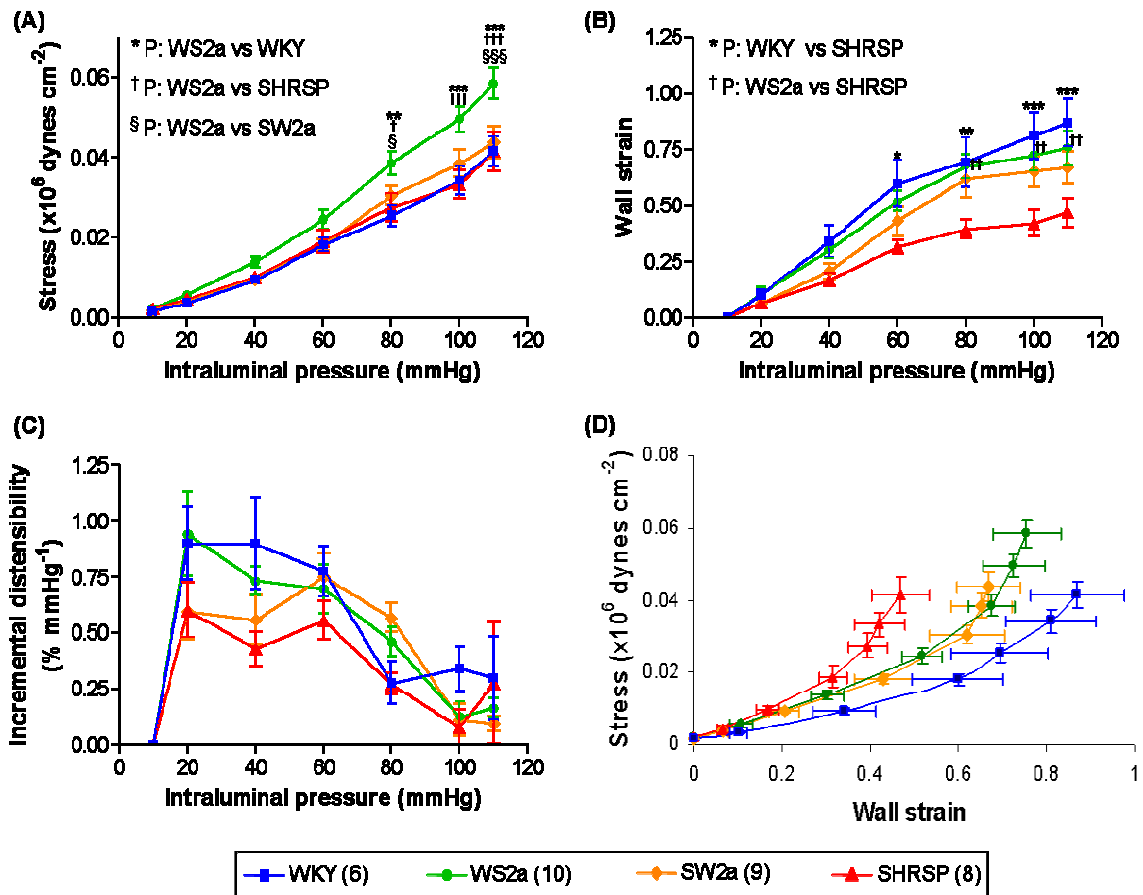 (A)
*P: WS2a vs WKY
†P: WS2a vs SHRSP
§P: WS2a vs SW2a
**
†
§
***
†††
***
†††
§§§
Stress (x10⁶ dynes cm⁻²)
0.06
0.04
0.02
0.00
0 20 40 60 80 100 120
Intraluminal pressure (mmHg)
(B)
*P: WKY vs SHRSP
†P: WS2a vs SHRSP
*
**
††
***
††
***
††
Wall strain
1.25
1.00
0.75
0.50
0.25
0.00
0 20 40 60 80 100 120
Intraluminal pressure (mmHg)
(C)
Incremental distensibility
(% mmHg⁻¹)
1.25
1.00
0.75
0.50
0.25
0.00
0 20 40 60 80 100 120
Intraluminal pressure (mmHg)
(D)
Stress (×10⁶ dynes cm⁻²)
0.08
0.06
0.04
0.02
0
0 0.2 0.4 0.6 0.8 1
Wall strain
WKY (6) WS2a (10) SW2a (9) SHRSP (8)